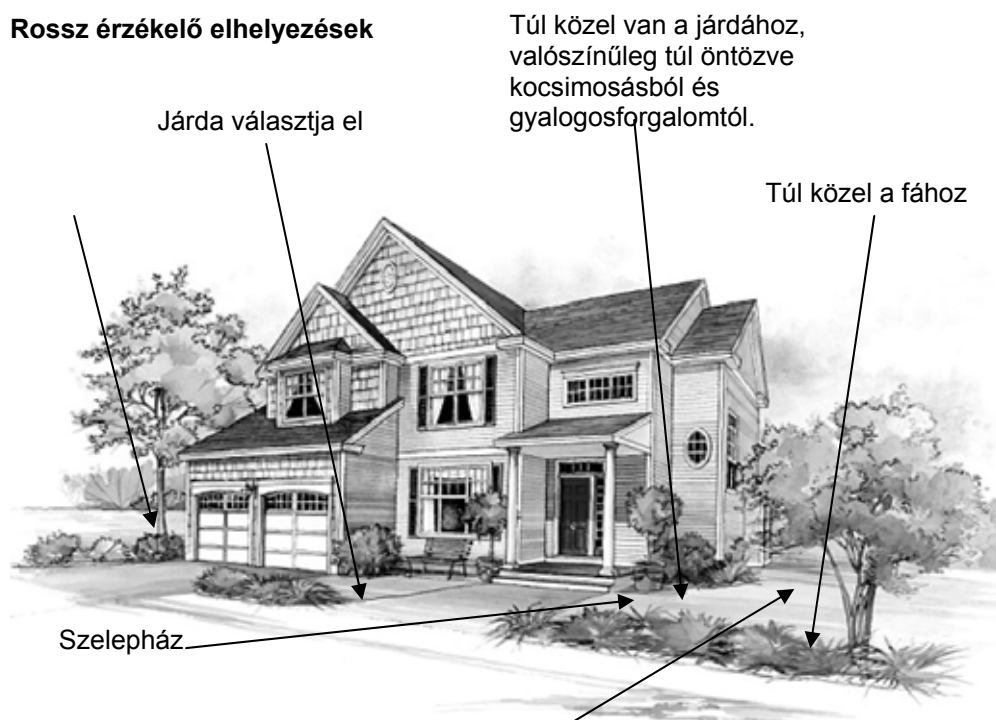 Rossz érzékelő elhelyezések
Túl közel van a járdához,
valószínűleg túl öntözve
kocsimosásból és
gyalogosforgalomtól.
Járda választja el
Túl közel a fához
Szelepház